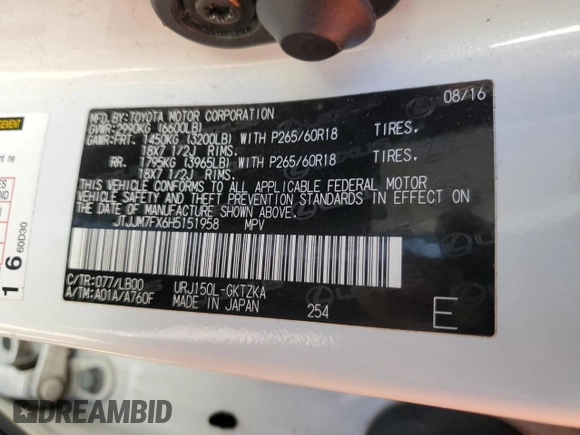 08/16
MFD.BY:TOYOTA MOTOR CORPORATION
GVWR:2990KG (6600LB)
GAWR:FRT. 1450KG (3200LB) WITH P265/60R18 TIRES.
18X7 1/2J RIMS.
RR. 1795KG (3965LB) WITH P265/60R18 TIRES.
18X7 1/2J RIMS.
THIS VEHICLE CONFORMS TO ALL APPLICABLE FEDERAL MOTOR
VEHICLE SAFETY AND THEFT PREVENTION STANDARDS IN EFFECT ON
THE DATE OF MANUFACTURE SHOWN ABOVE.
JTJJM7FX6H5151958 MPV
C/TR:077/LB00 URJ150L-GKTZKA
A/TM:A01A/A760F MADE IN JAPAN 254 E
16
60D30
DREAMBID